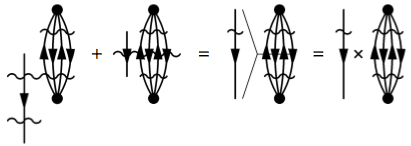 + = = ×